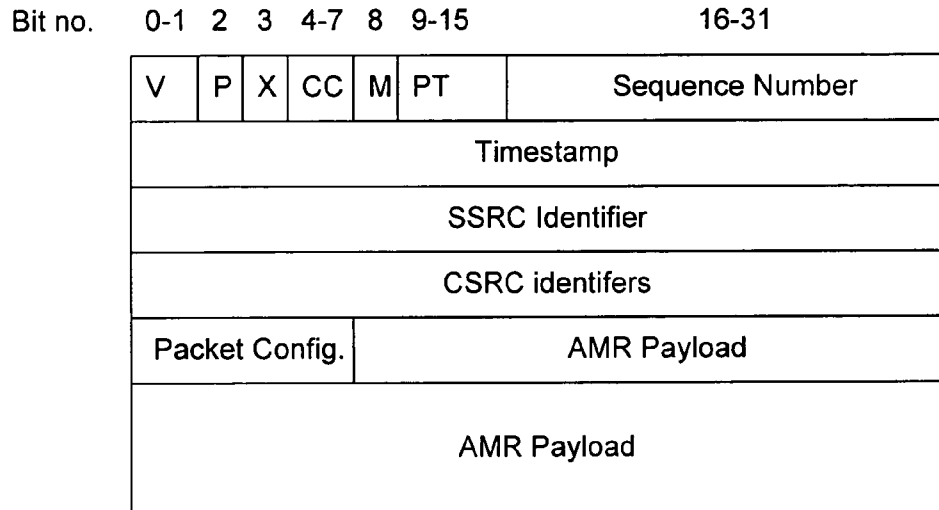 Bit no. 0-1 2 3 4-7 8 9-15 16-31
V P X CC M PT Sequence Number
Timestamp
SSRC Identifier
CSRC identifers
Packet Config. AMR Payload
AMR Payload